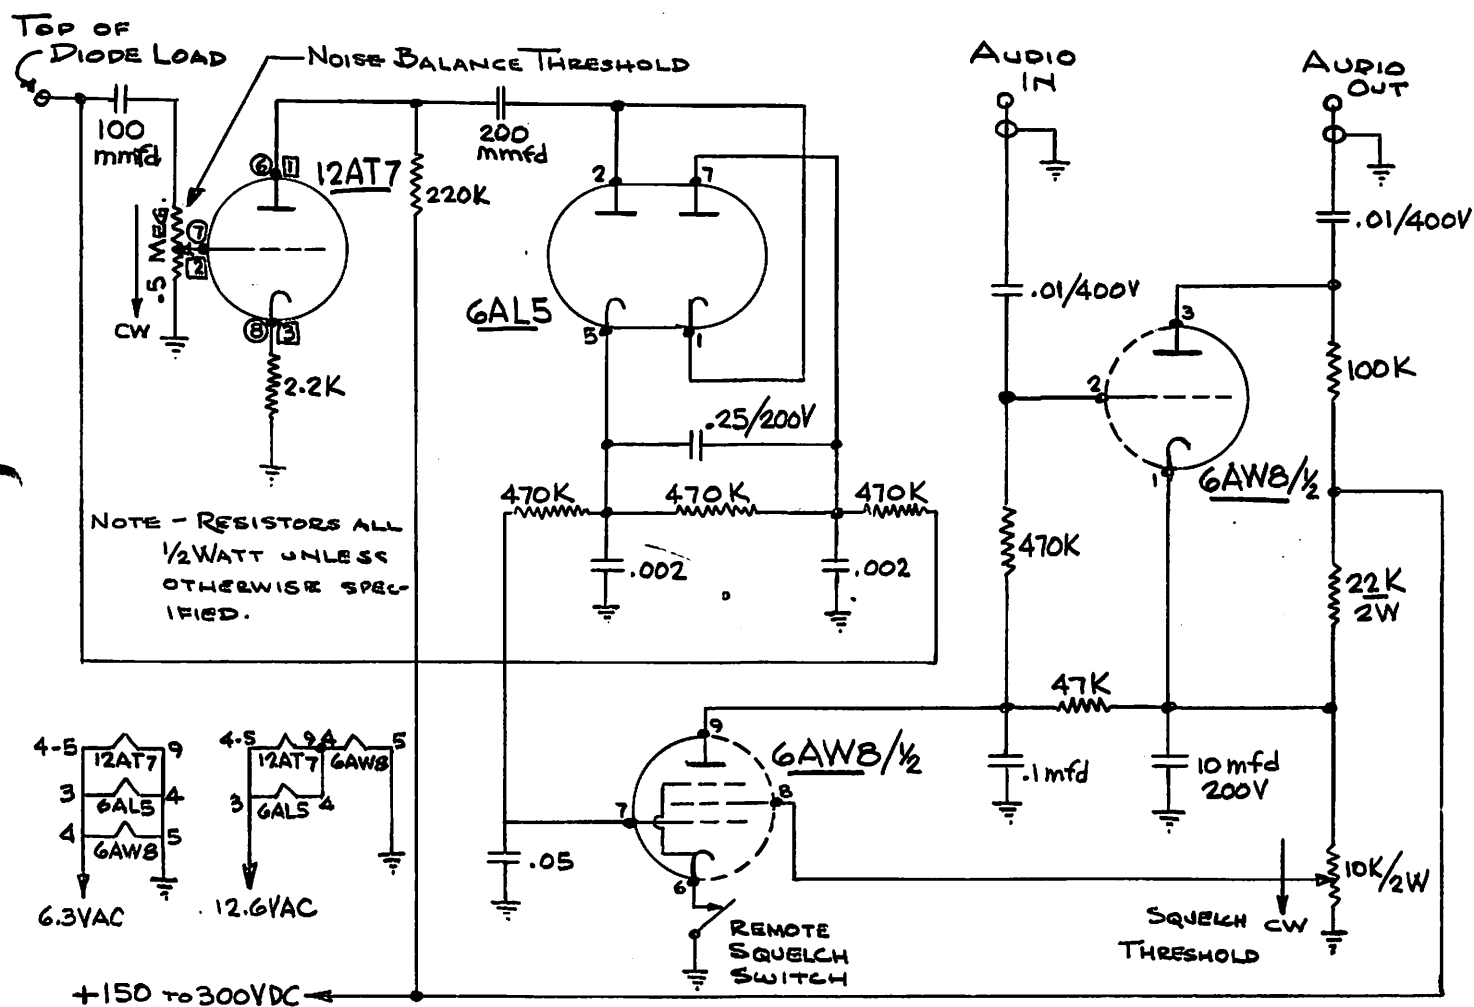 TOP OF
DIODE LOAD
NOISE BALANCE THRESHOLD
AUDIO
IN
AUDIO
OUT
100
mmfd
200
mmfd
6 1
12AT7
220K
2
7
.01/400V
.5 MEG.
7
2
.01/400V
6AL5
3
CW
8 3
5
1
2.2K
100K
2
.25/200V
1
6AW8/½
470K
470K
470K
NOTE - RESISTORS ALL
1/2 WATT UNLESS
OTHERWISE SPEC-
IFIED.
470K
.002
.002
22K
2W
47K
9
4-5
9
12AT7
3
4
6AL5
4
5
6AW8
6.3VAC
4-5
9 4
5
12AT7
6AW8
3
4
6AL5
12.6VAC
6AW8/½
.1mfd
10mfd
200V
8
7
.05
6
10K/2W
REMOTE
SQUELCH
SWITCH
SQUELCH
THRESHOLD
CW
+150 TO 300VDC